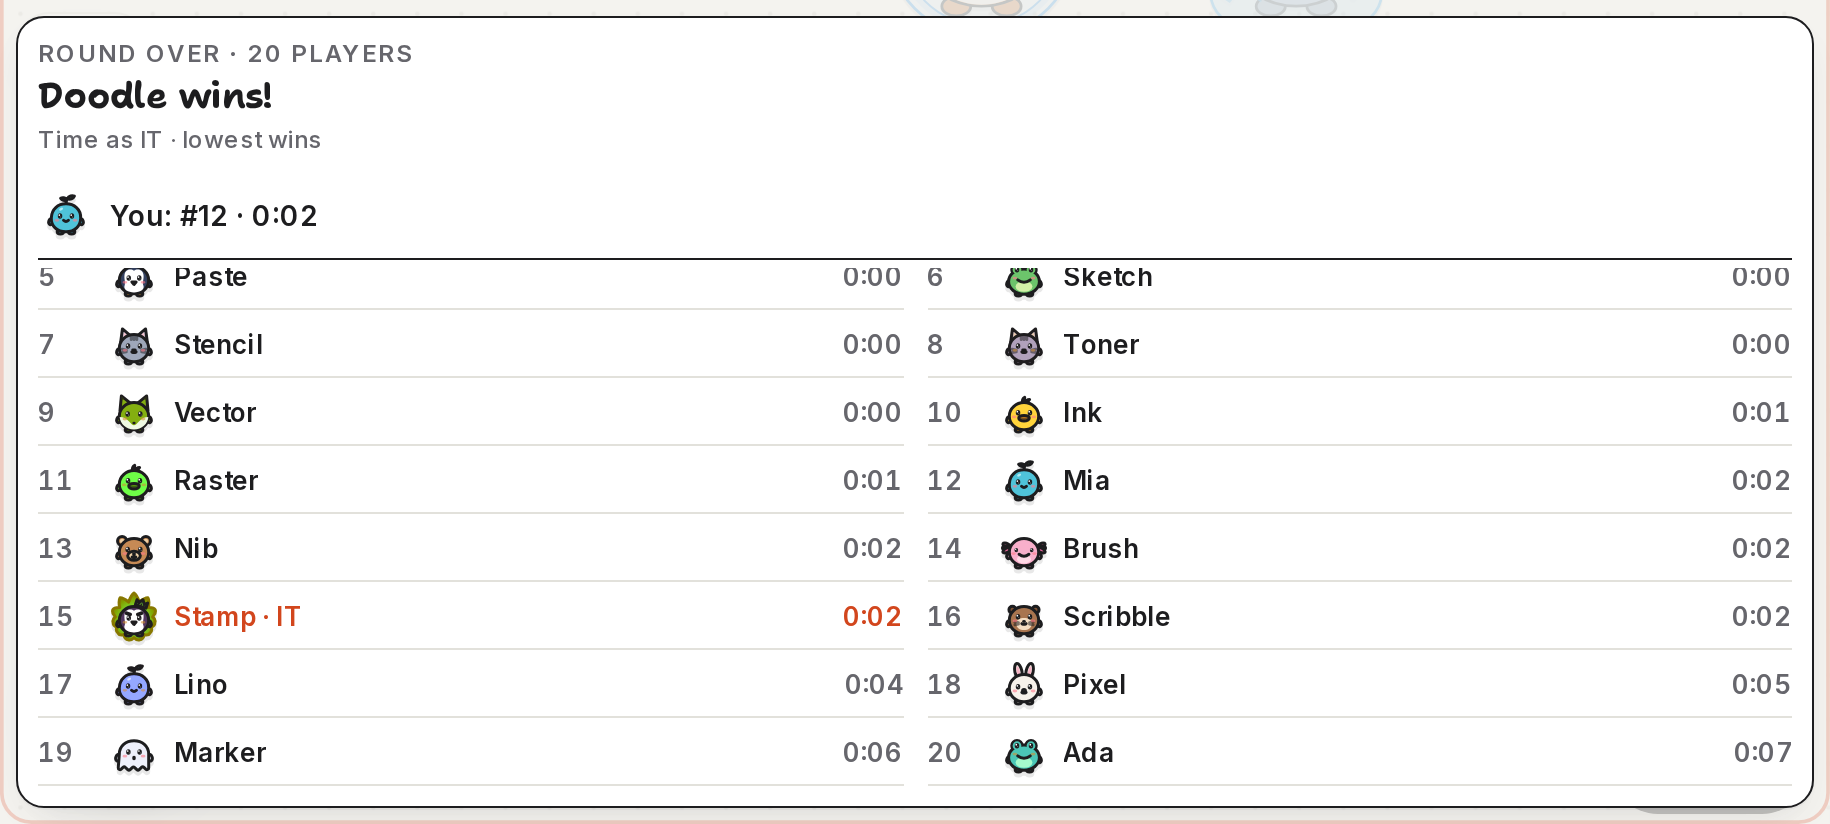 ROUND OVER · 20 PLAYERS
Doodle wins!
Time as IT · lowest wins
You: #12 · 0:02
5 Paste 0:00 6 Sketch 0:00
7 Stencil 0:00 8 Toner 0:00
9 Vector 0:00 10 Ink 0:01
11 Raster 0:01 12 Mia 0:02
13 Nib 0:02 14 Brush 0:02
15 Stamp · IT 0:02 16 Scribble 0:02
17 Lino 0:04 18 Pixel 0:05
19 Marker 0:06 20 Ada 0:07